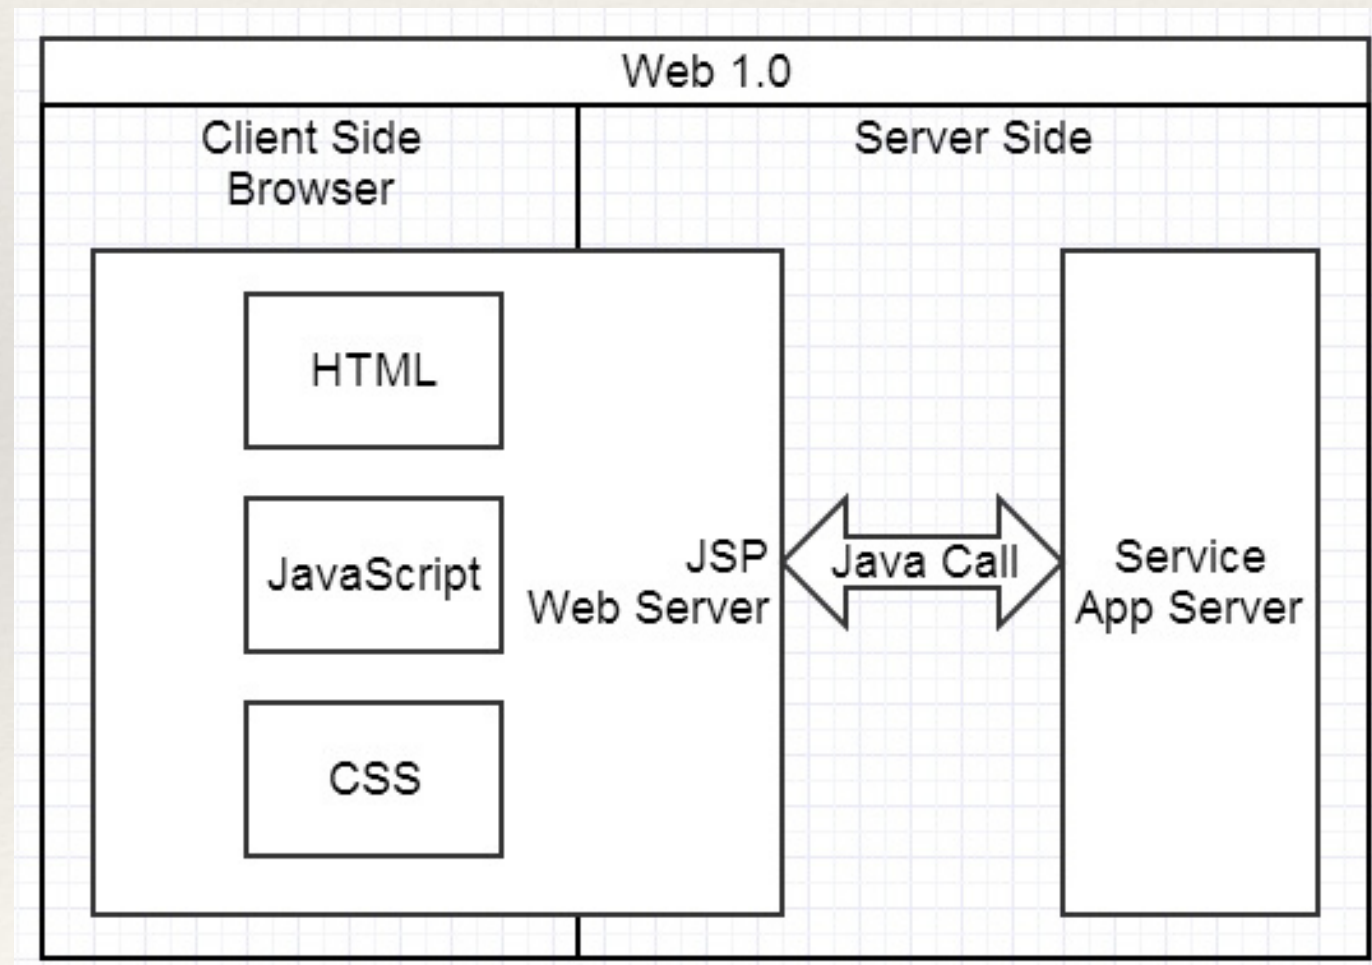 Web 1.0
Client Side
Browser
Server Side
HTML
JavaScript
CSS
JSP
Web Server
Java Call
Service
App Server